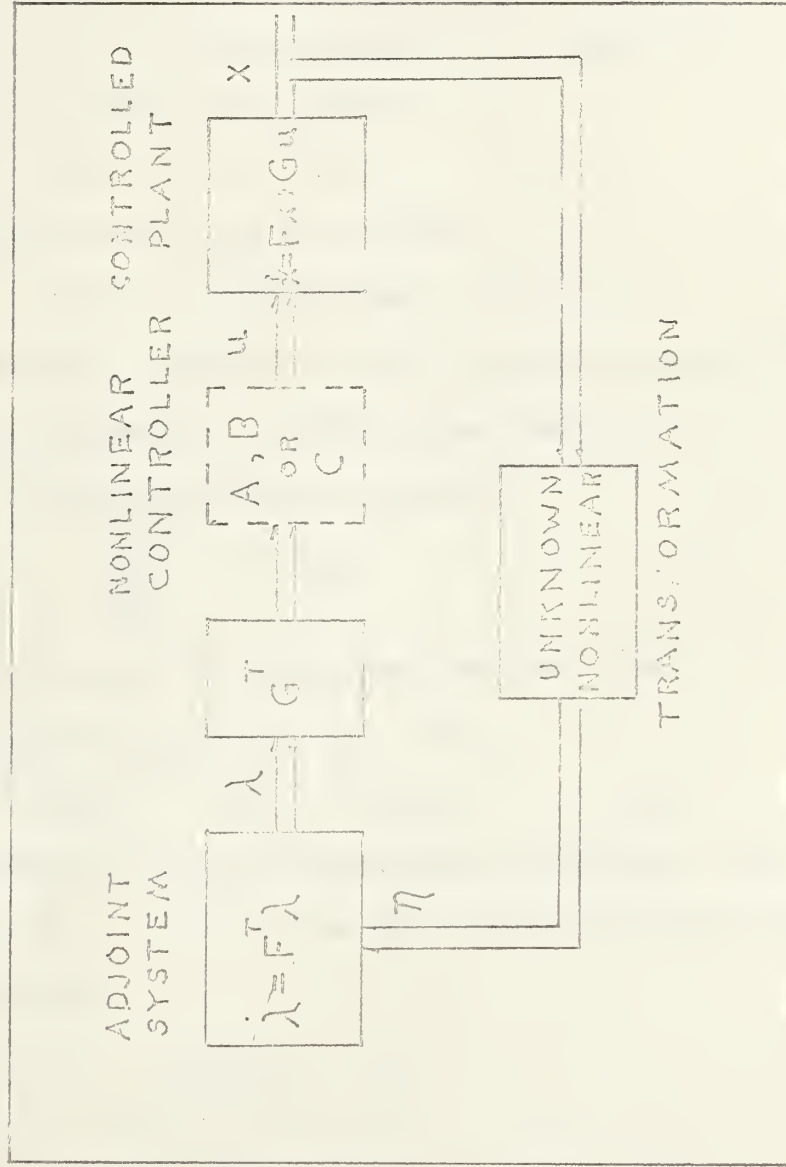 ADJOINT
SYSTEM
NONLINEAR
CONTROLLER
CONTROLLED
PLANT
λ̇=Fᵀλ
λ
Gᵀ
A, B
OR
C
u
ẋ=Fx+Gu
X
η
UNKNOWN
NONLINEAR
TRANSFORMATION